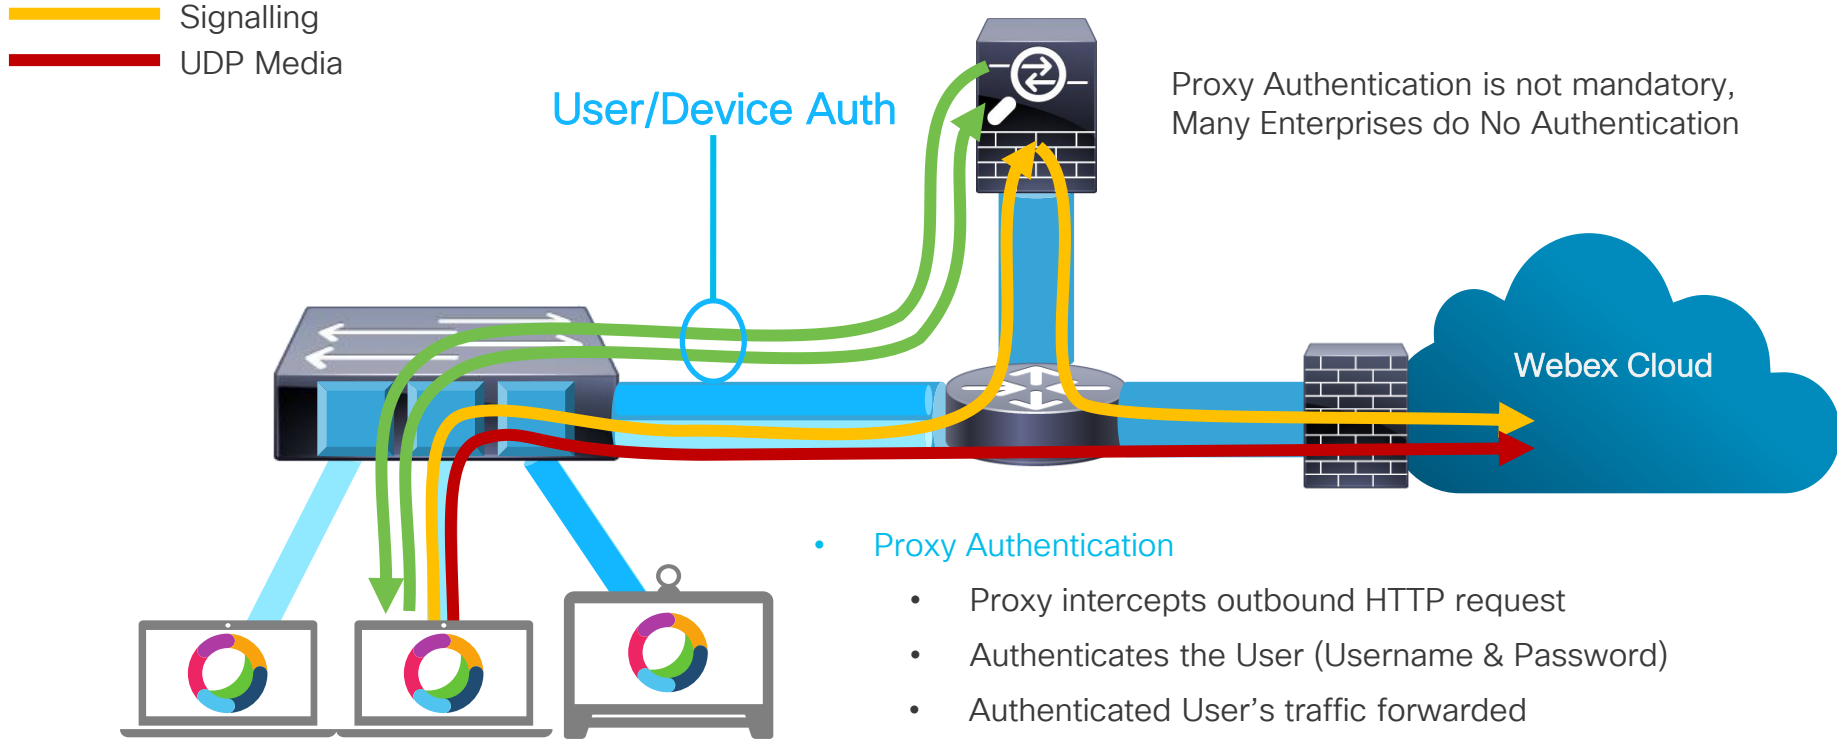 Signalling
UDP Media
User/Device Auth
Proxy Authentication is not mandatory,
Many Enterprises do No Authentication
Webex Cloud
• Proxy Authentication
• Proxy intercepts outbound HTTP request
• Authenticates the User (Username & Password)
• Authenticated User's traffic forwarded